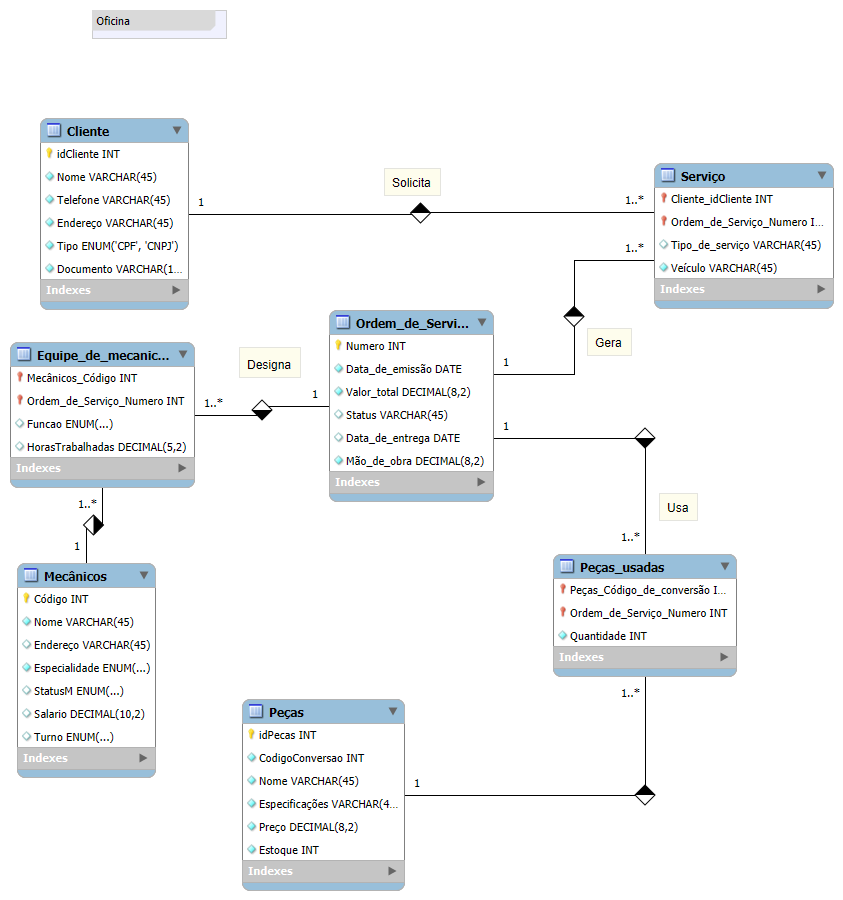 Oficina
Cliente
idCliente INT
Nome VARCHAR(45)
Telefone VARCHAR(45)
Endereço VARCHAR(45)
Tipo ENUM('CPF', 'CNPJ')
Documento VARCHAR(1...
Indexes
1
Solicita
1..*
Serviço
Cliente_idCliente INT
Ordem_de_Serviço_Numero I...
Tipo_de_serviço VARCHAR(45)
Veículo VARCHAR(45)
Indexes
1..*
Gera
1
Ordem_de_Servi...
Numero INT
Data_de_emissão DATE
Valor_total DECIMAL(8,2)
Status VARCHAR(45)
Data_de_entrega DATE
Mão_de_obra DECIMAL(8,2)
Indexes
Designa
1
1..*
Equipe_de_mecanic...
Mecânicos_Código INT
Ordem_de_Serviço_Numero INT
Funcao ENUM(...)
HorasTrabalhadas DECIMAL(5,2)
Indexes
1..*
1
Mecânicos
Código INT
Nome VARCHAR(45)
Endereço VARCHAR(45)
Especialidade ENUM(...)
StatusM ENUM(...)
Salario DECIMAL(10,2)
Turno ENUM(...)
Indexes
1
Usa
1..*
Peças_usadas
Peças_Código_de_conversão I...
Ordem_de_Serviço_Numero INT
Quantidade INT
Indexes
1..*
1
Peças
idPecas INT
CodigoConversao INT
Nome VARCHAR(45)
Especificações VARCHAR(4...
Preço DECIMAL(8,2)
Estoque INT
Indexes